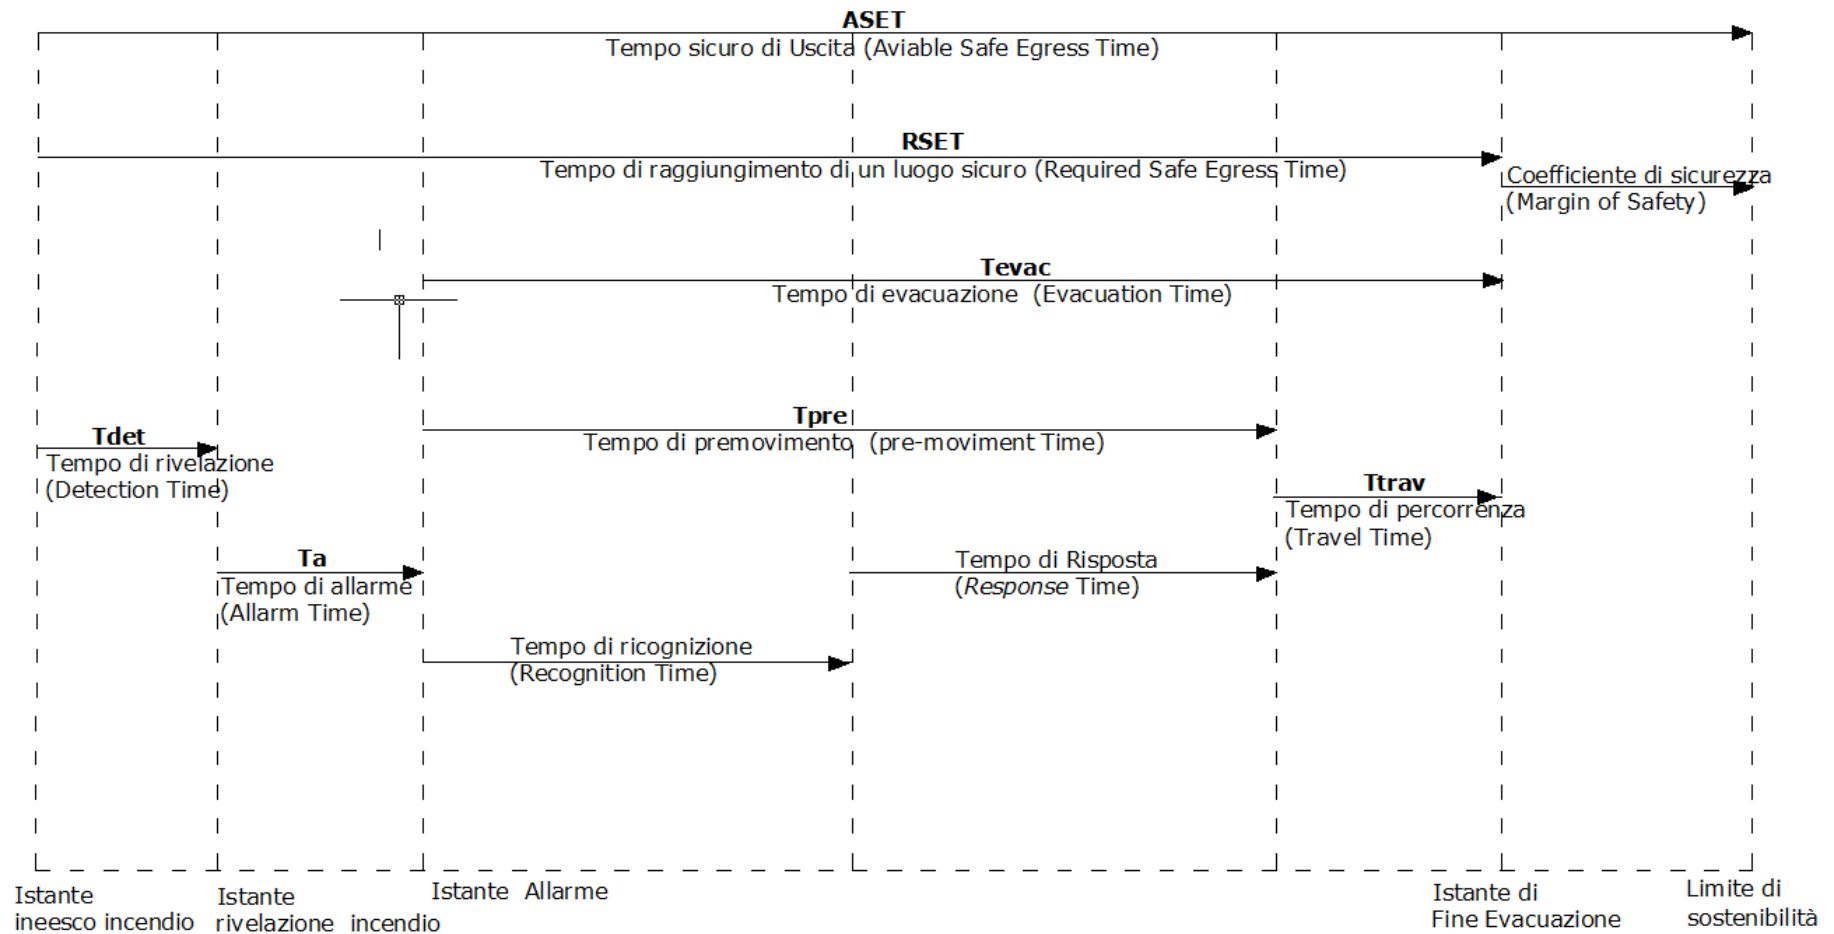 ASET
Tempo sicuro di Uscita (Aviable Safe Egress Time)
RSET
Tempo di raggiungimento di un luogo sicuro (Required Safe Egress Time)
Coefficiente di sicurezza
(Margin of Safety)
Tevac
Tempo di evacuazione (Evacuation Time)
Tpre
Tempo di premovimento (pre-moviment Time)
Tdet
Tempo di rivelazione
(Detection Time)
Ttrav
Tempo di percorrenza
(Travel Time)
Ta
Tempo di allarme
(Allarm Time)
Tempo di Risposta
(Response Time)
Tempo di ricognizione
(Recognition Time)
Istante
ineesco incendio
Istante
rivelazione incendio
Istante Allarme
Istante di
Fine Evacuazione
Limite di
sostenibilità